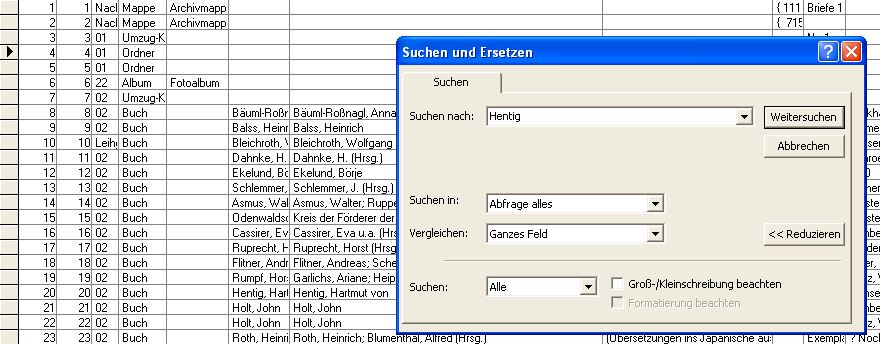 1 1 Nacl Mappe Archivmapp { 111 Briefe 1
2 2 Nacl Mappe Archivmapp { 715
3 3 01 Umzug-K
4 4 01 Ordner
5 5 01 Ordner
6 6 22 Album Fotoalbum
7 7 02 Umzug-K
8 8 02 Buch Bäuml-Roßr Bäuml-Roßnagl, Anna
9 9 02 Buch Balss, Hein Balss, Heinrich
10 10 Leih Buch Bleichroth, V Bleichroth, Wolfgang
11 11 02 Buch Dahnke, H. Dahnke, H. (Hrsg.)
12 12 02 Buch Ekelund, Bö Ekelund, Börje
13 13 02 Buch Schlemmer, Schlemmer, J. (Hrsg.)
14 14 02 Buch Asmus, Wal Asmus, Walter; Ruppe
15 15 02 Buch Odenwaldsc Kreis der Förderer der
16 16 02 Buch Cassirer, Ev Cassirer, Eva u.a. (Hrs
17 17 02 Buch Ruprecht, H Ruprecht, Horst (Hrsg
18 18 02 Buch Flitner, Andr Flitner, Andreas; Sche
19 19 02 Buch Rumpf, Hors Garlichs, Ariane; Heip
20 20 02 Buch Hentig, Hart Hentig, Hartmut von
21 21 02 Buch Holt, John Holt, John
22 22 02 Buch Holt, John Holt, John
23 23 02 Buch Roth, Heinri Roth, Heinrich; Blumenthal, Alfred (Hrsg.) (Übersetzungen ins Japanische au Exempla ? Noch
Suchen und Ersetzen
Suchen
Suchen nach: Hentig Weitersuchen
Abbrechen
Suchen in: Abfrage alles
Vergleichen: Ganzes Feld << Reduzieren
Suchen: Alle Groß-/Kleinschreibung beachten
Formatierung beachten